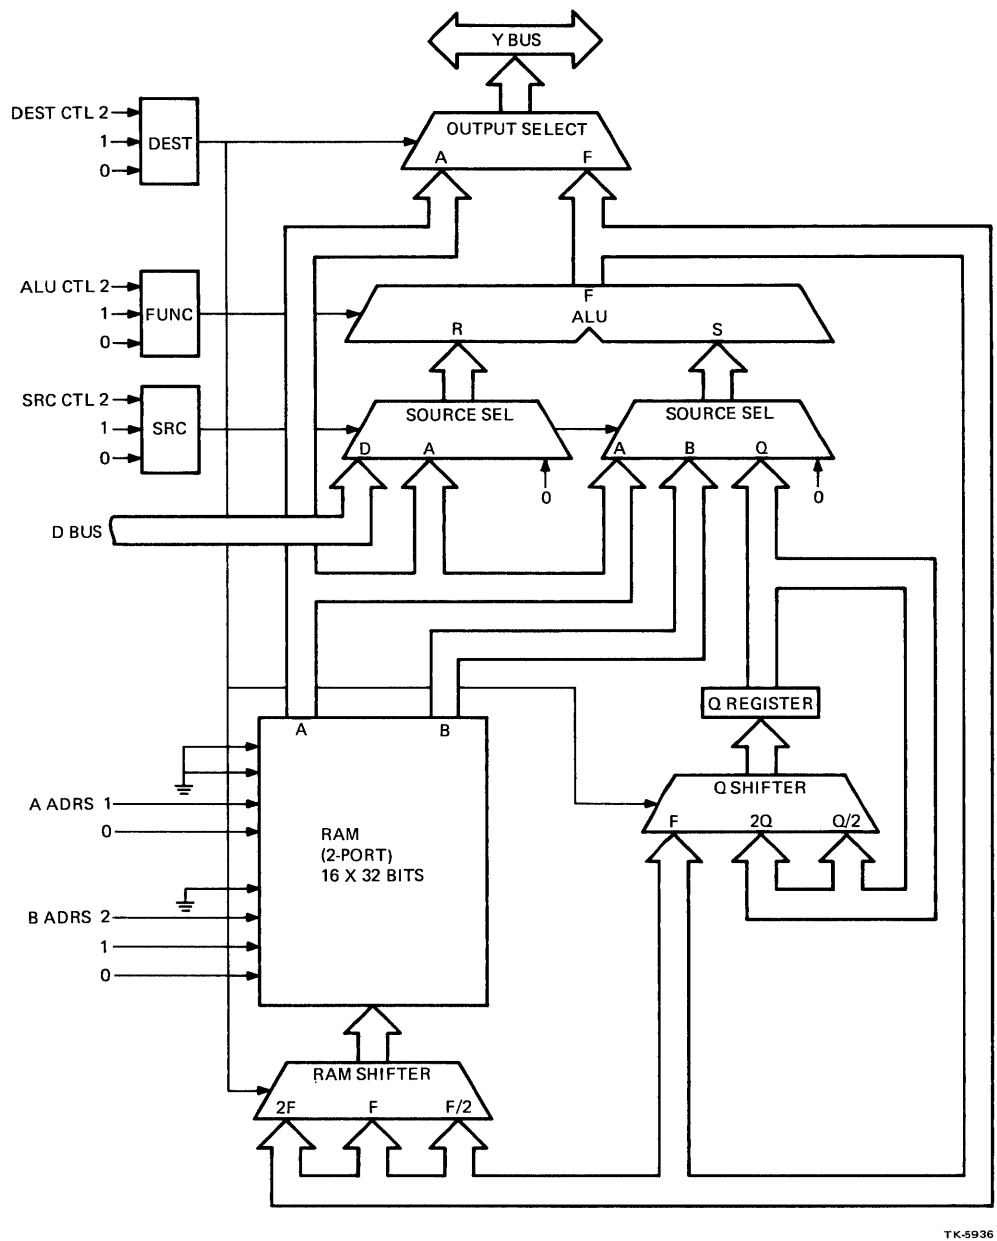 Y BUS
DEST CTL 2
1
0
DEST
OUTPUT SELECT
A F
ALU CTL 2
1
0
FUNC
F
ALU
R S
SRC CTL 2
1
0
SRC
SOURCE SEL
D A
0
SOURCE SEL
A B Q
0
D BUS
Q REGISTER
A B
Q SHIFTER
F 2Q Q/2
A ADRS 1
0
RAM
(2-PORT)
16 X 32 BITS
B ADRS 2
1
0
RAM SHIFTER
2F F F/2
TK-5936